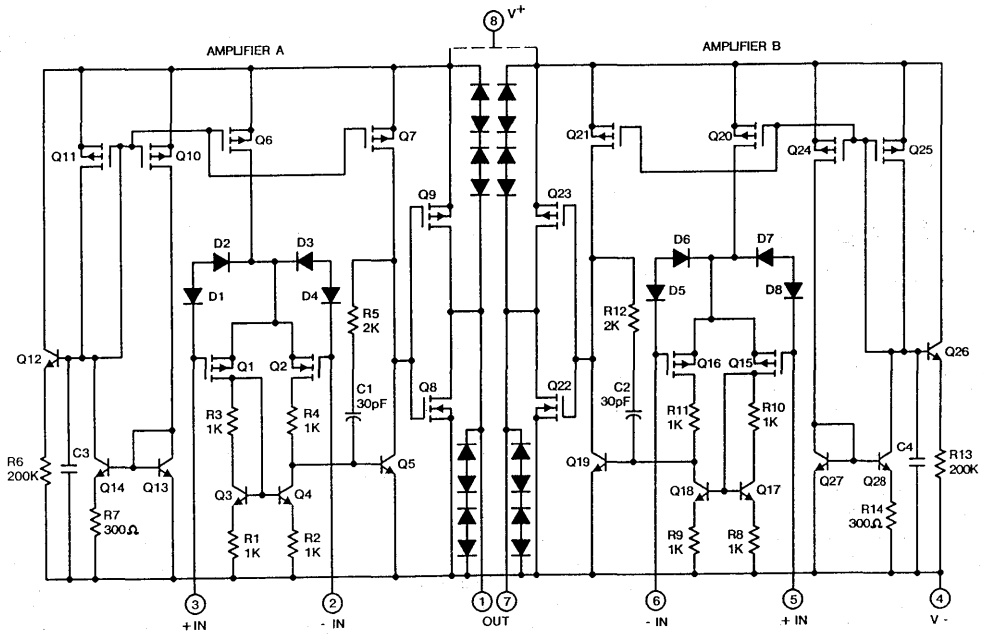 8 V+
AMPLIFIER A
AMPLIFIER B
Q11
Q10
Q6
Q7
Q21
Q20
Q24
Q25
Q9
Q23
D2
D3
D6
D7
D1
D4
D5
D8
R5
2K
R12
2K
Q12
Q1
Q2
Q16
Q15
Q26
C1
30pF
Q8
Q22
C2
30pF
R3
1K
R4
1K
R11
1K
R10
1K
R6
200K
C3
Q14
Q13
Q3
Q4
Q5
Q19
Q18
Q17
Q27
Q28
C4
R13
200K
R7
300Ω
R14
300Ω
R1
1K
R2
1K
R9
1K
R8
1K
3
+ IN
2
- IN
1
7
OUT
6
- IN
5
+ IN
4
V -